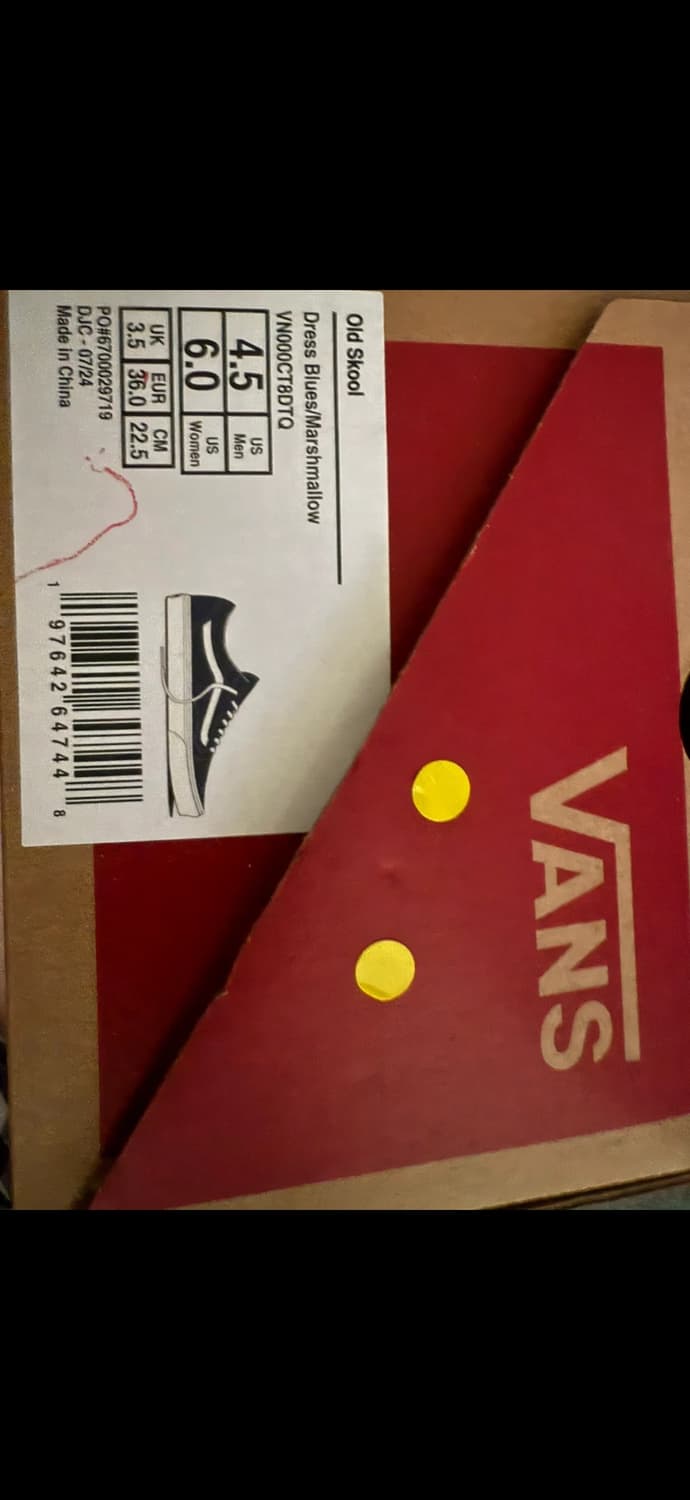 Old Skool
Dress Blues/Marshmallow
VN000CT8DTQ
4.5 US Men
6.0 US Women
UK EUR CM
3.5 36.0 22.5
PO#6700029719
DJC - 07/24
Made in China
1 97642 64744 8
VANS